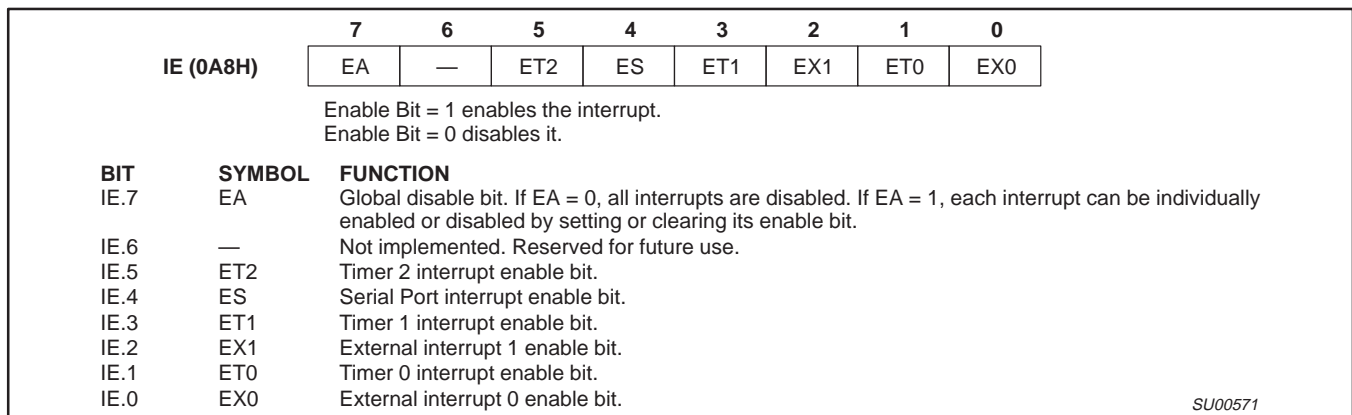 7 6 5 4 3 2 1 0
IE (0A8H) EA — ET2 ES ET1 EX1 ET0 EX0
Enable Bit = 1 enables the interrupt.
Enable Bit = 0 disables it.
BIT SYMBOL FUNCTION
IE.7 EA Global disable bit. If EA = 0, all interrupts are disabled. If EA = 1, each interrupt can be individually
enabled or disabled by setting or clearing its enable bit.
IE.6 — Not implemented. Reserved for future use.
IE.5 ET2 Timer 2 interrupt enable bit.
IE.4 ES Serial Port interrupt enable bit.
IE.3 ET1 Timer 1 interrupt enable bit.
IE.2 EX1 External interrupt 1 enable bit.
IE.1 ET0 Timer 0 interrupt enable bit.
IE.0 EX0 External interrupt 0 enable bit.
SU00571